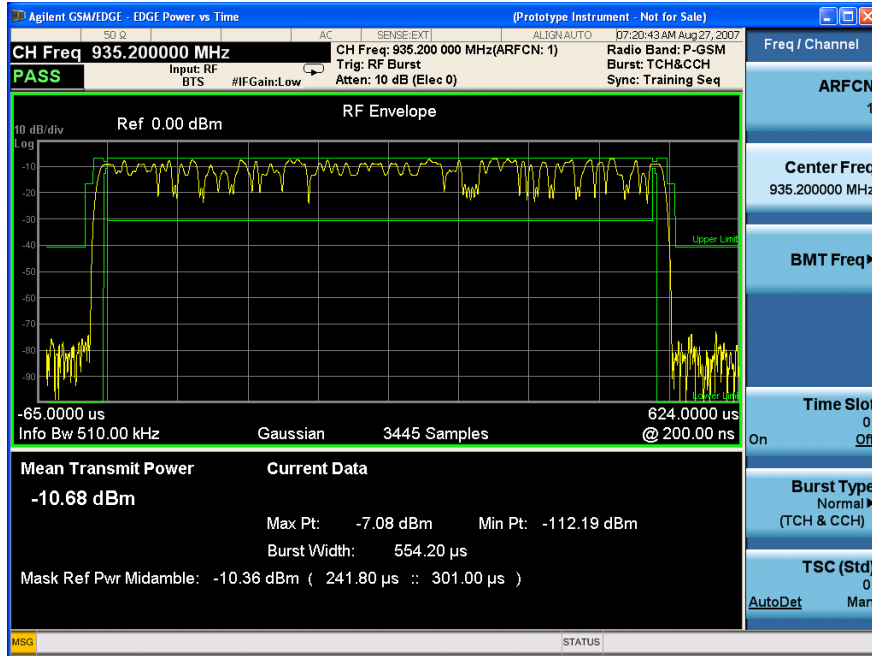 Agilent GSM/EDGE - EDGE Power vs Time (Prototype Instrument - Not for Sale)
50 Ω AC SENSE:EXT ALIGN AUTO 07:20:43 AM Aug 27, 2007
CH Freq 935.200000 MHz
CH Freq: 935.200 000 MHz(ARFCN: 1)
Radio Band: P-GSM
PASS
Input: RF
BTS
#IFGain:Low
Trig: RF Burst
Atten: 10 dB (Elec 0)
Burst: TCH&CCH
Sync: Training Seq
RF Envelope
10 dB/div
Log
Ref 0.00 dBm
-10
-20
-30
-40
-50
-60
-70
-80
-90
Upper Limit
Lower Limit
-65.0000 us
624.0000 us
Info Bw 510.00 kHz Gaussian 3445 Samples @ 200.00 ns
Mean Transmit Power
-10.68 dBm
Current Data
Max Pt: -7.08 dBm Min Pt: -112.19 dBm
Burst Width: 554.20 µs
Mask Ref Pwr Midamble: -10.36 dBm ( 241.80 µs :: 301.00 µs )
MSG
STATUS
Freq / Channel
ARFCN
1
Center Freq
935.200000 MHz
BMT Freq
Time Slot
0
On Off
Burst Type
Normal
(TCH & CCH)
TSC (Std)
0
AutoDet Man